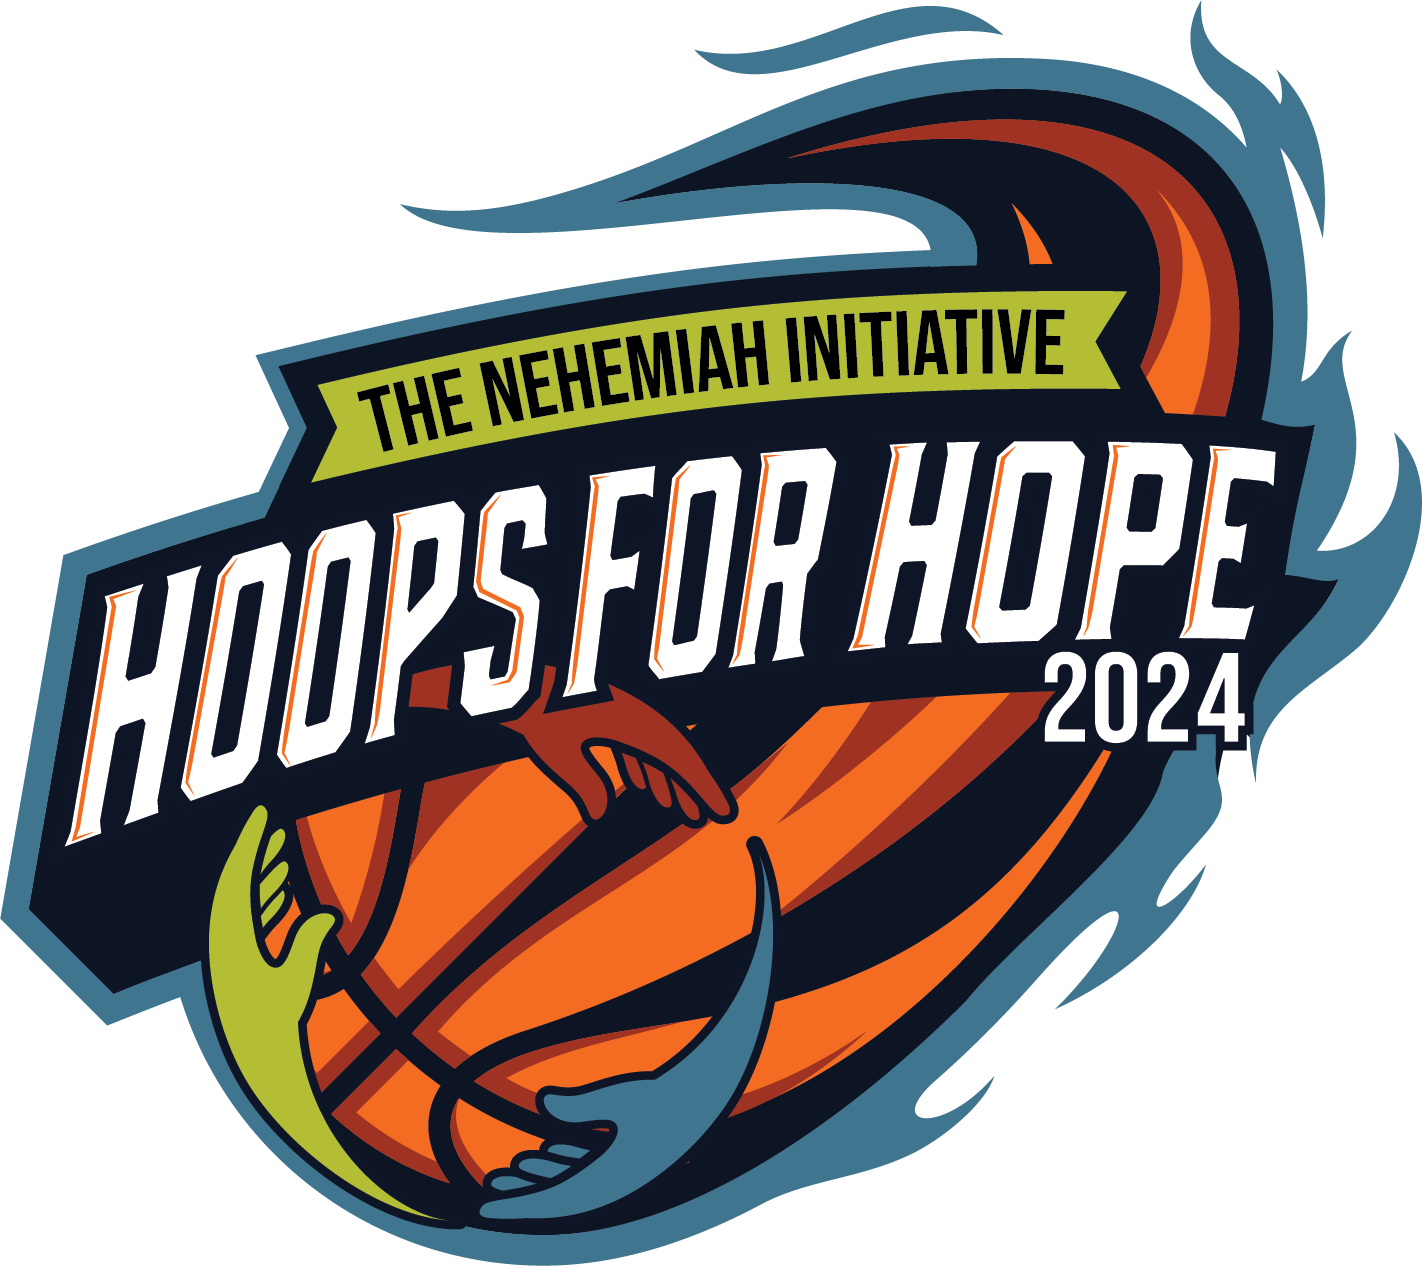 THE NEHEMIAH INITIATIVE
HOOPS FOR HOPE
2024